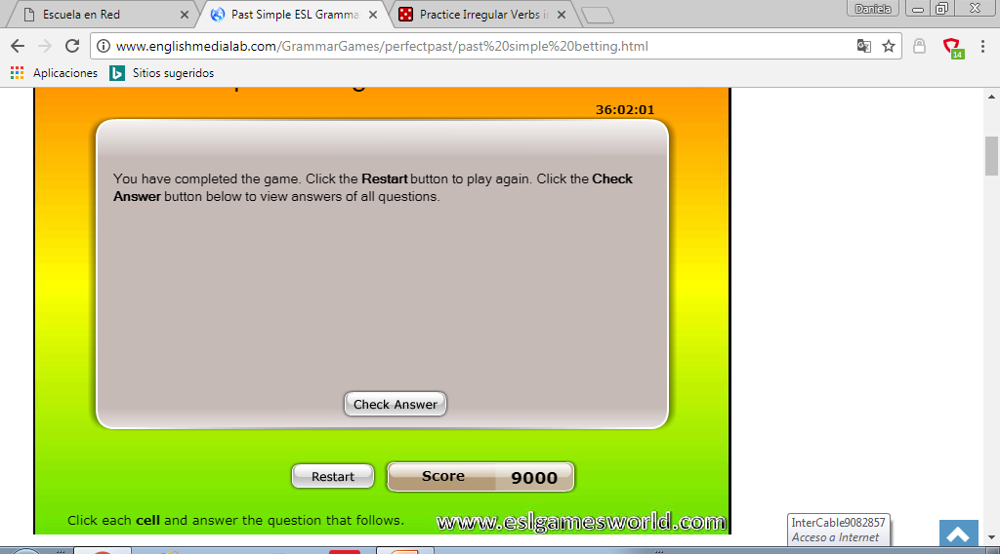 Daniela
Escuela en Red
Past Simple ESL Gramma
Practice Irregular Verbs i
www.englishmedialab.com/GrammarGames/perfectpast/past%20simple%20betting.html
14
Aplicaciones
Sitios sugeridos
36:02:01
You have completed the game. Click the Restart button to play again. Click the Check
Answer button below to view answers of all questions.
Check Answer
Restart
Score 9000
Click each cell and answer the question that follows.
www.eslgamesworld.com
InterCable9082857
Acceso a Internet